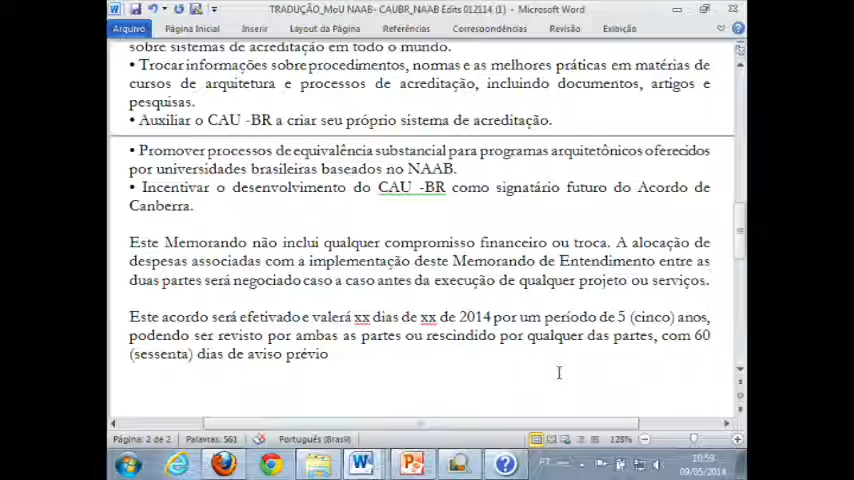 TRADUÇÃO_MoU NAAB- CAUBR_NAAB Edits 012114 (1) - Microsoft Word
Arquivo Página Inicial Inserir Layout da Página Referências Correspondências Revisão Exibição
sobre sistemas de acreditação em todo o mundo.
• Trocar informações sobre procedimentos, normas e as melhores práticas em matérias de
cursos de arquitetura e processos de acreditação, incluindo documentos, artigos e
pesquisas.
• Auxiliar o CAU -BR a criar seu próprio sistema de acreditação.
• Promover processos de equivalência substancial para programas arquitetônicos oferecidos
por universidades brasileiras baseados no NAAB.
• Incentivar o desenvolvimento do CAU -BR como signatário futuro do Acordo de
Canberra.
Este Memorando não inclui qualquer compromisso financeiro ou troca. A alocação de
despesas associadas com a implementação deste Memorando de Entendimento entre as
duas partes será negociado caso a caso antes da execução de qualquer projeto ou serviços.
Este acordo será efetivado e valerá xx dias de xx de 2014 por um período de 5 (cinco) anos,
podendo ser revisto por ambas as partes ou rescindido por qualquer das partes, com 60
(sessenta) dias de aviso prévio
Página: 2 de 2 Palavras: 561 Português (Brasil) 128%
PT 10:59
09/05/2014